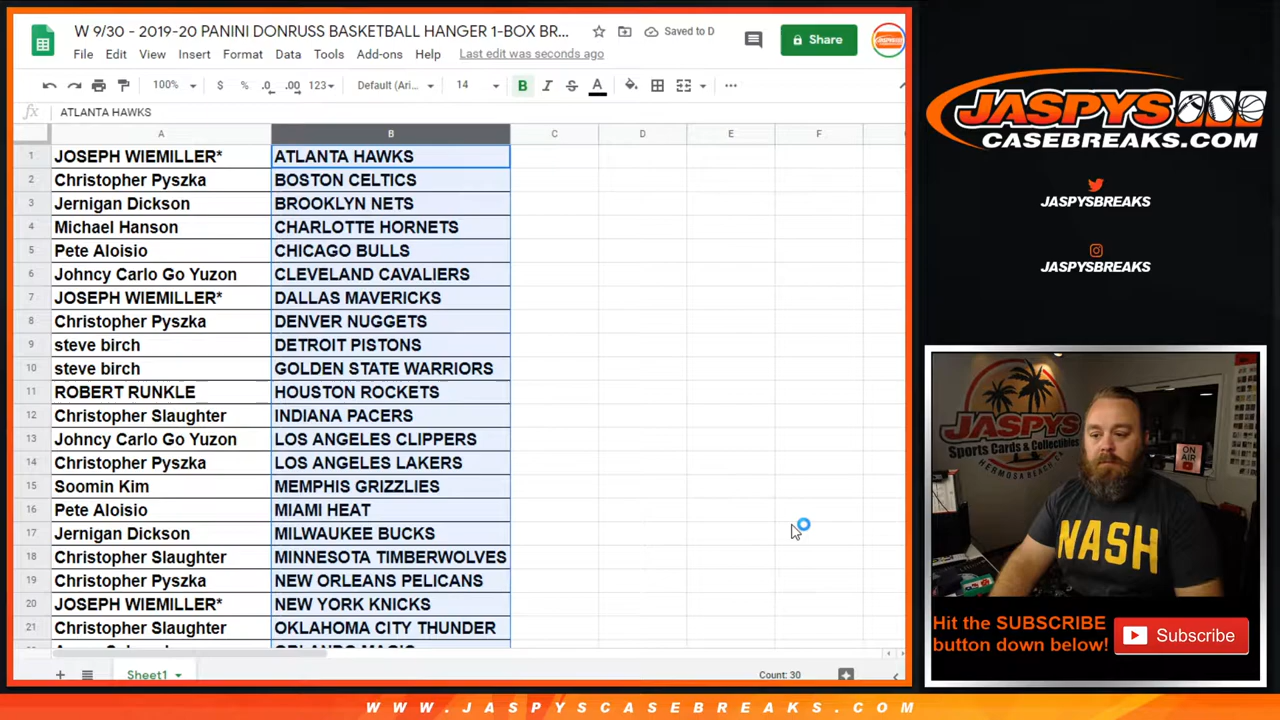 W 9/30 - 2019-20 PANINI DONRUSS BASKETBALL HANGER 1-BOX BR...
Saved to D
Share
File Edit View Insert Format Data Tools Add-ons Help Last edit was seconds ago
100% $ % .0 .00 123 Default (Ari... 14 B I S A
fx ATLANTA HAWKS
A B C D E F
1 JOSEPH WIEMILLER* ATLANTA HAWKS
2 Christopher Pyszka BOSTON CELTICS
3 Jernigan Dickson BROOKLYN NETS
4 Michael Hanson CHARLOTTE HORNETS
5 Pete Aloisio CHICAGO BULLS
6 Johncy Carlo Go Yuzon CLEVELAND CAVALIERS
7 JOSEPH WIEMILLER* DALLAS MAVERICKS
8 Christopher Pyszka DENVER NUGGETS
9 steve birch DETROIT PISTONS
10 steve birch GOLDEN STATE WARRIORS
11 ROBERT RUNKLE HOUSTON ROCKETS
12 Christopher Slaughter INDIANA PACERS
13 Johncy Carlo Go Yuzon LOS ANGELES CLIPPERS
14 Christopher Pyszka LOS ANGELES LAKERS
15 Soomin Kim MEMPHIS GRIZZLIES
16 Pete Aloisio MIAMI HEAT
17 Jernigan Dickson MILWAUKEE BUCKS
18 Christopher Slaughter MINNESOTA TIMBERWOLVES
19 Christopher Pyszka NEW ORLEANS PELICANS
20 JOSEPH WIEMILLER* NEW YORK KNICKS
21 Christopher Slaughter OKLAHOMA CITY THUNDER
ORLANDO MAGIC
Sheet1
Count: 30
JASPYS
CASEBREAKS.COM
JASPYSBREAKS
JASPYSBREAKS
JASPYS
Sports Cards & Collectibles
HERMOSA BEACH, CA
ON AIR
NASH
Hit the SUBSCRIBE
button down below!
Subscribe
WWW.JASPYSCASEBREAKS.COM